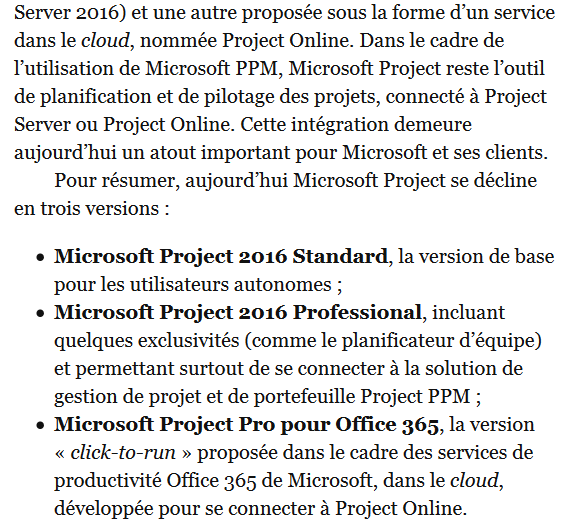 Server 2016) et une autre proposée sous la forme d’un service
dans le cloud, nommée Project Online. Dans le cadre de
l’utilisation de Microsoft PPM, Microsoft Project reste l’outil
de planification et de pilotage des projets, connecté à Project
Server ou Project Online. Cette intégration demeure
aujourd’hui un atout important pour Microsoft et ses clients.
Pour résumer, aujourd’hui Microsoft Project se décline
en trois versions :
• Microsoft Project 2016 Standard, la version de base
pour les utilisateurs autonomes ;
• Microsoft Project 2016 Professional, incluant
quelques exclusivités (comme le planificateur d’équipe)
et permettant surtout de se connecter à la solution de
gestion de projet et de portefeuille Project PPM ;
• Microsoft Project Pro pour Office 365, la version
« click-to-run » proposée dans le cadre des services de
productivité Office 365 de Microsoft, dans le cloud,
développée pour se connecter à Project Online.